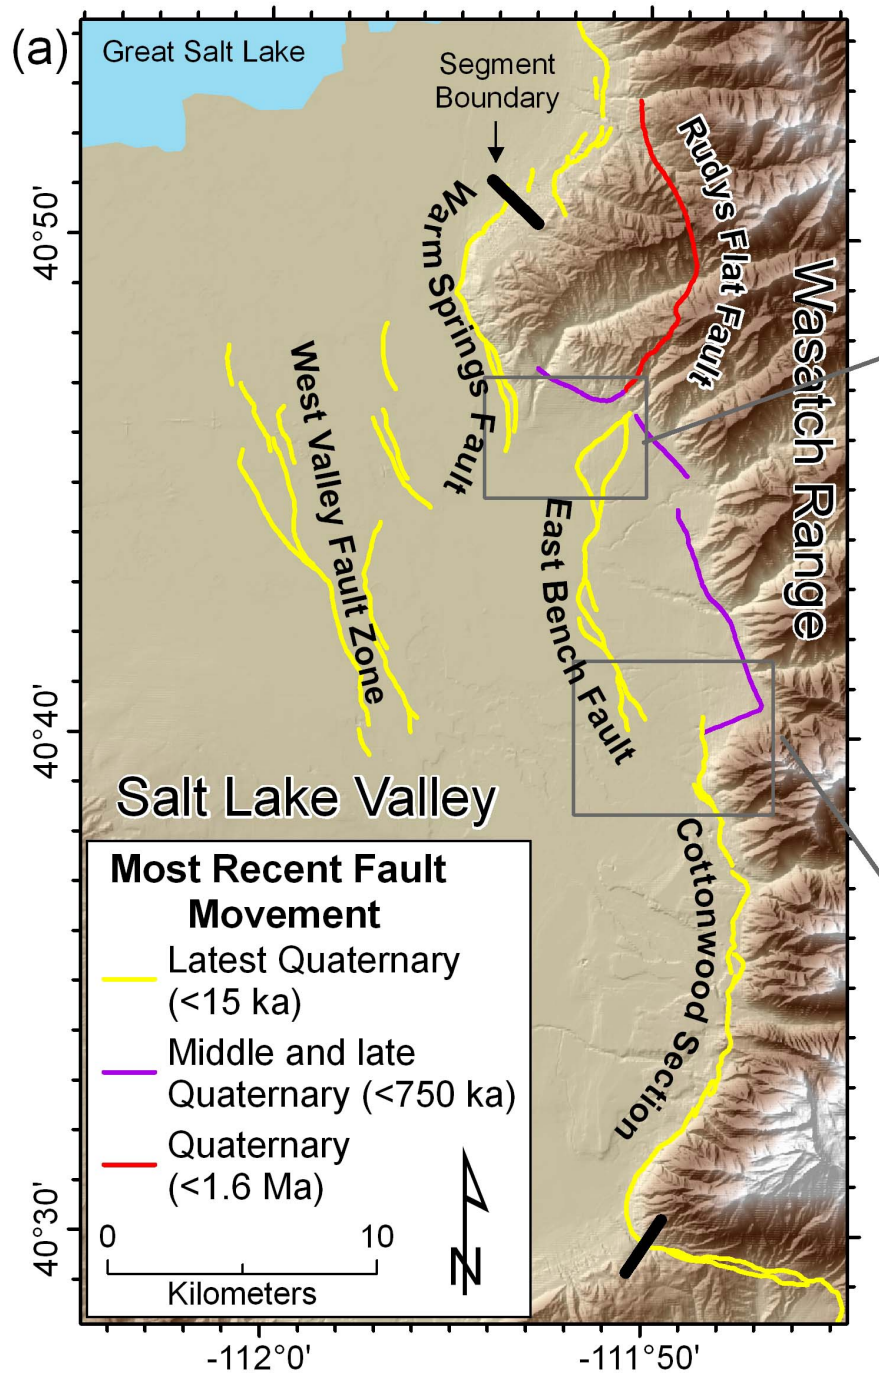 (a)
Great Salt Lake
Segment
Boundary
Rudys Flat Fault
Warm Springs Fault
Wasatch Range
West Valley Fault Zone
East Bench Fault
Salt Lake Valley
Cottonwood Section
Most Recent Fault
Movement
Latest Quaternary
(<15 ka)
Middle and late
Quaternary (<750 ka)
Quaternary
(<1.6 Ma)
0 10
Kilometers
N
40°50'
40°40'
40°30'
-112°0' -111°50'